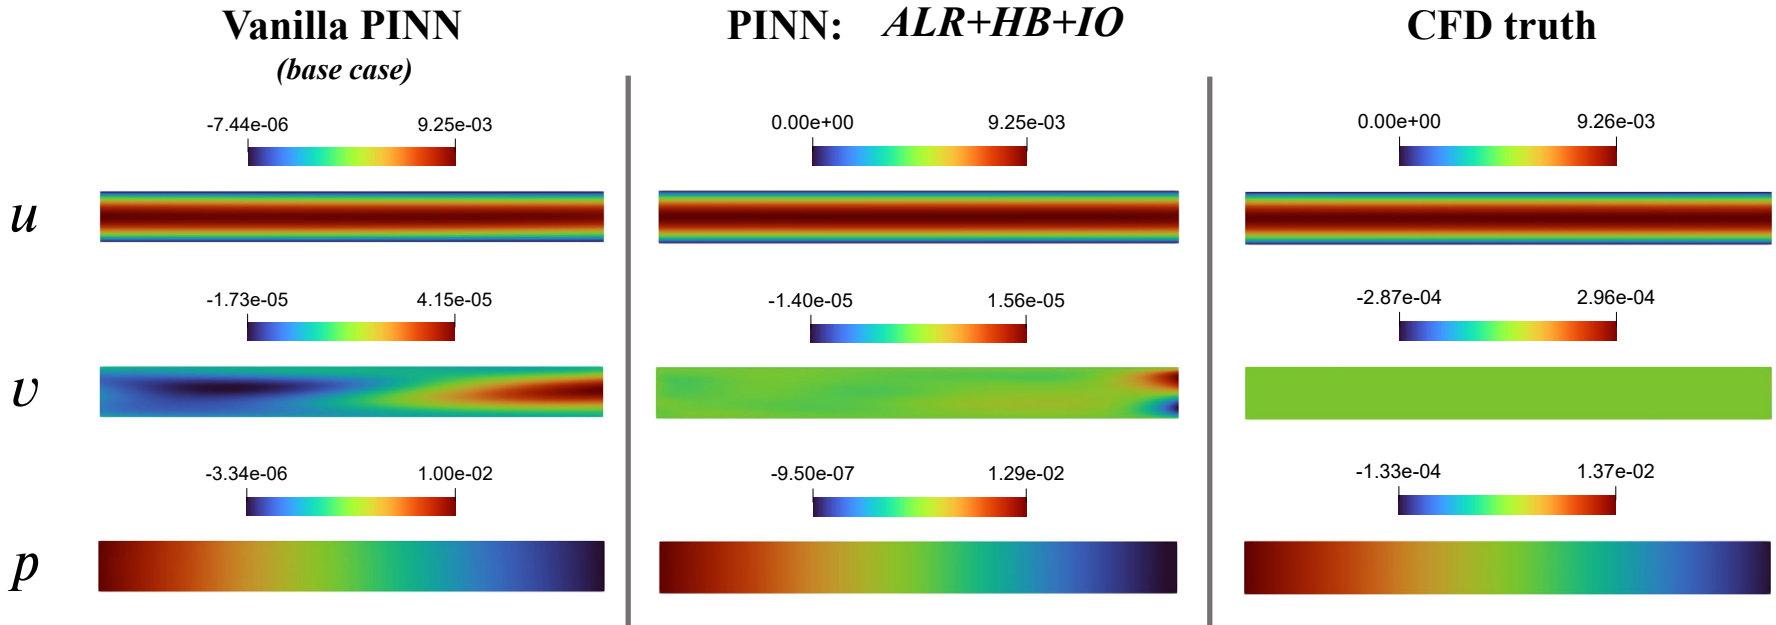 Vanilla PINN
(base case)
PINN: ALR+HB+IO
CFD truth
u
-7.44e-06 9.25e-03
0.00e+00 9.25e-03
0.00e+00 9.26e-03
v
-1.73e-05 4.15e-05
-1.40e-05 1.56e-05
-2.87e-04 2.96e-04
p
-3.34e-06 1.00e-02
-9.50e-07 1.29e-02
-1.33e-04 1.37e-02